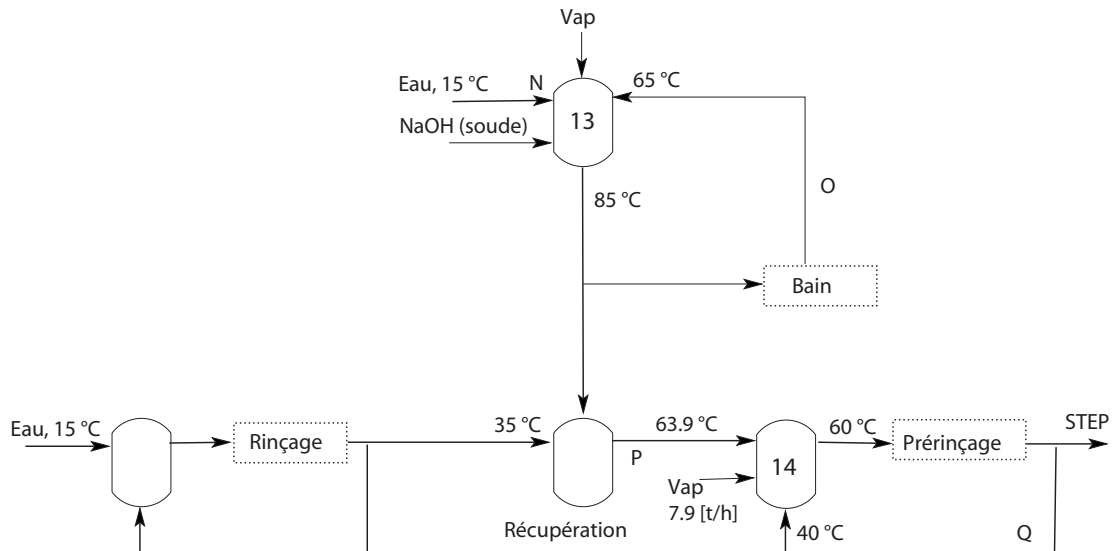 Vap
Eau, 15 °C
N
65 °C
NaOH (soude)
13
85 °C
O
Bain
Eau, 15 °C
Rinçage
35 °C
63.9 °C
P
60 °C
Prérinçage
STEP
14
Vap
7.9 [t/h]
Récupération
40 °C
Q